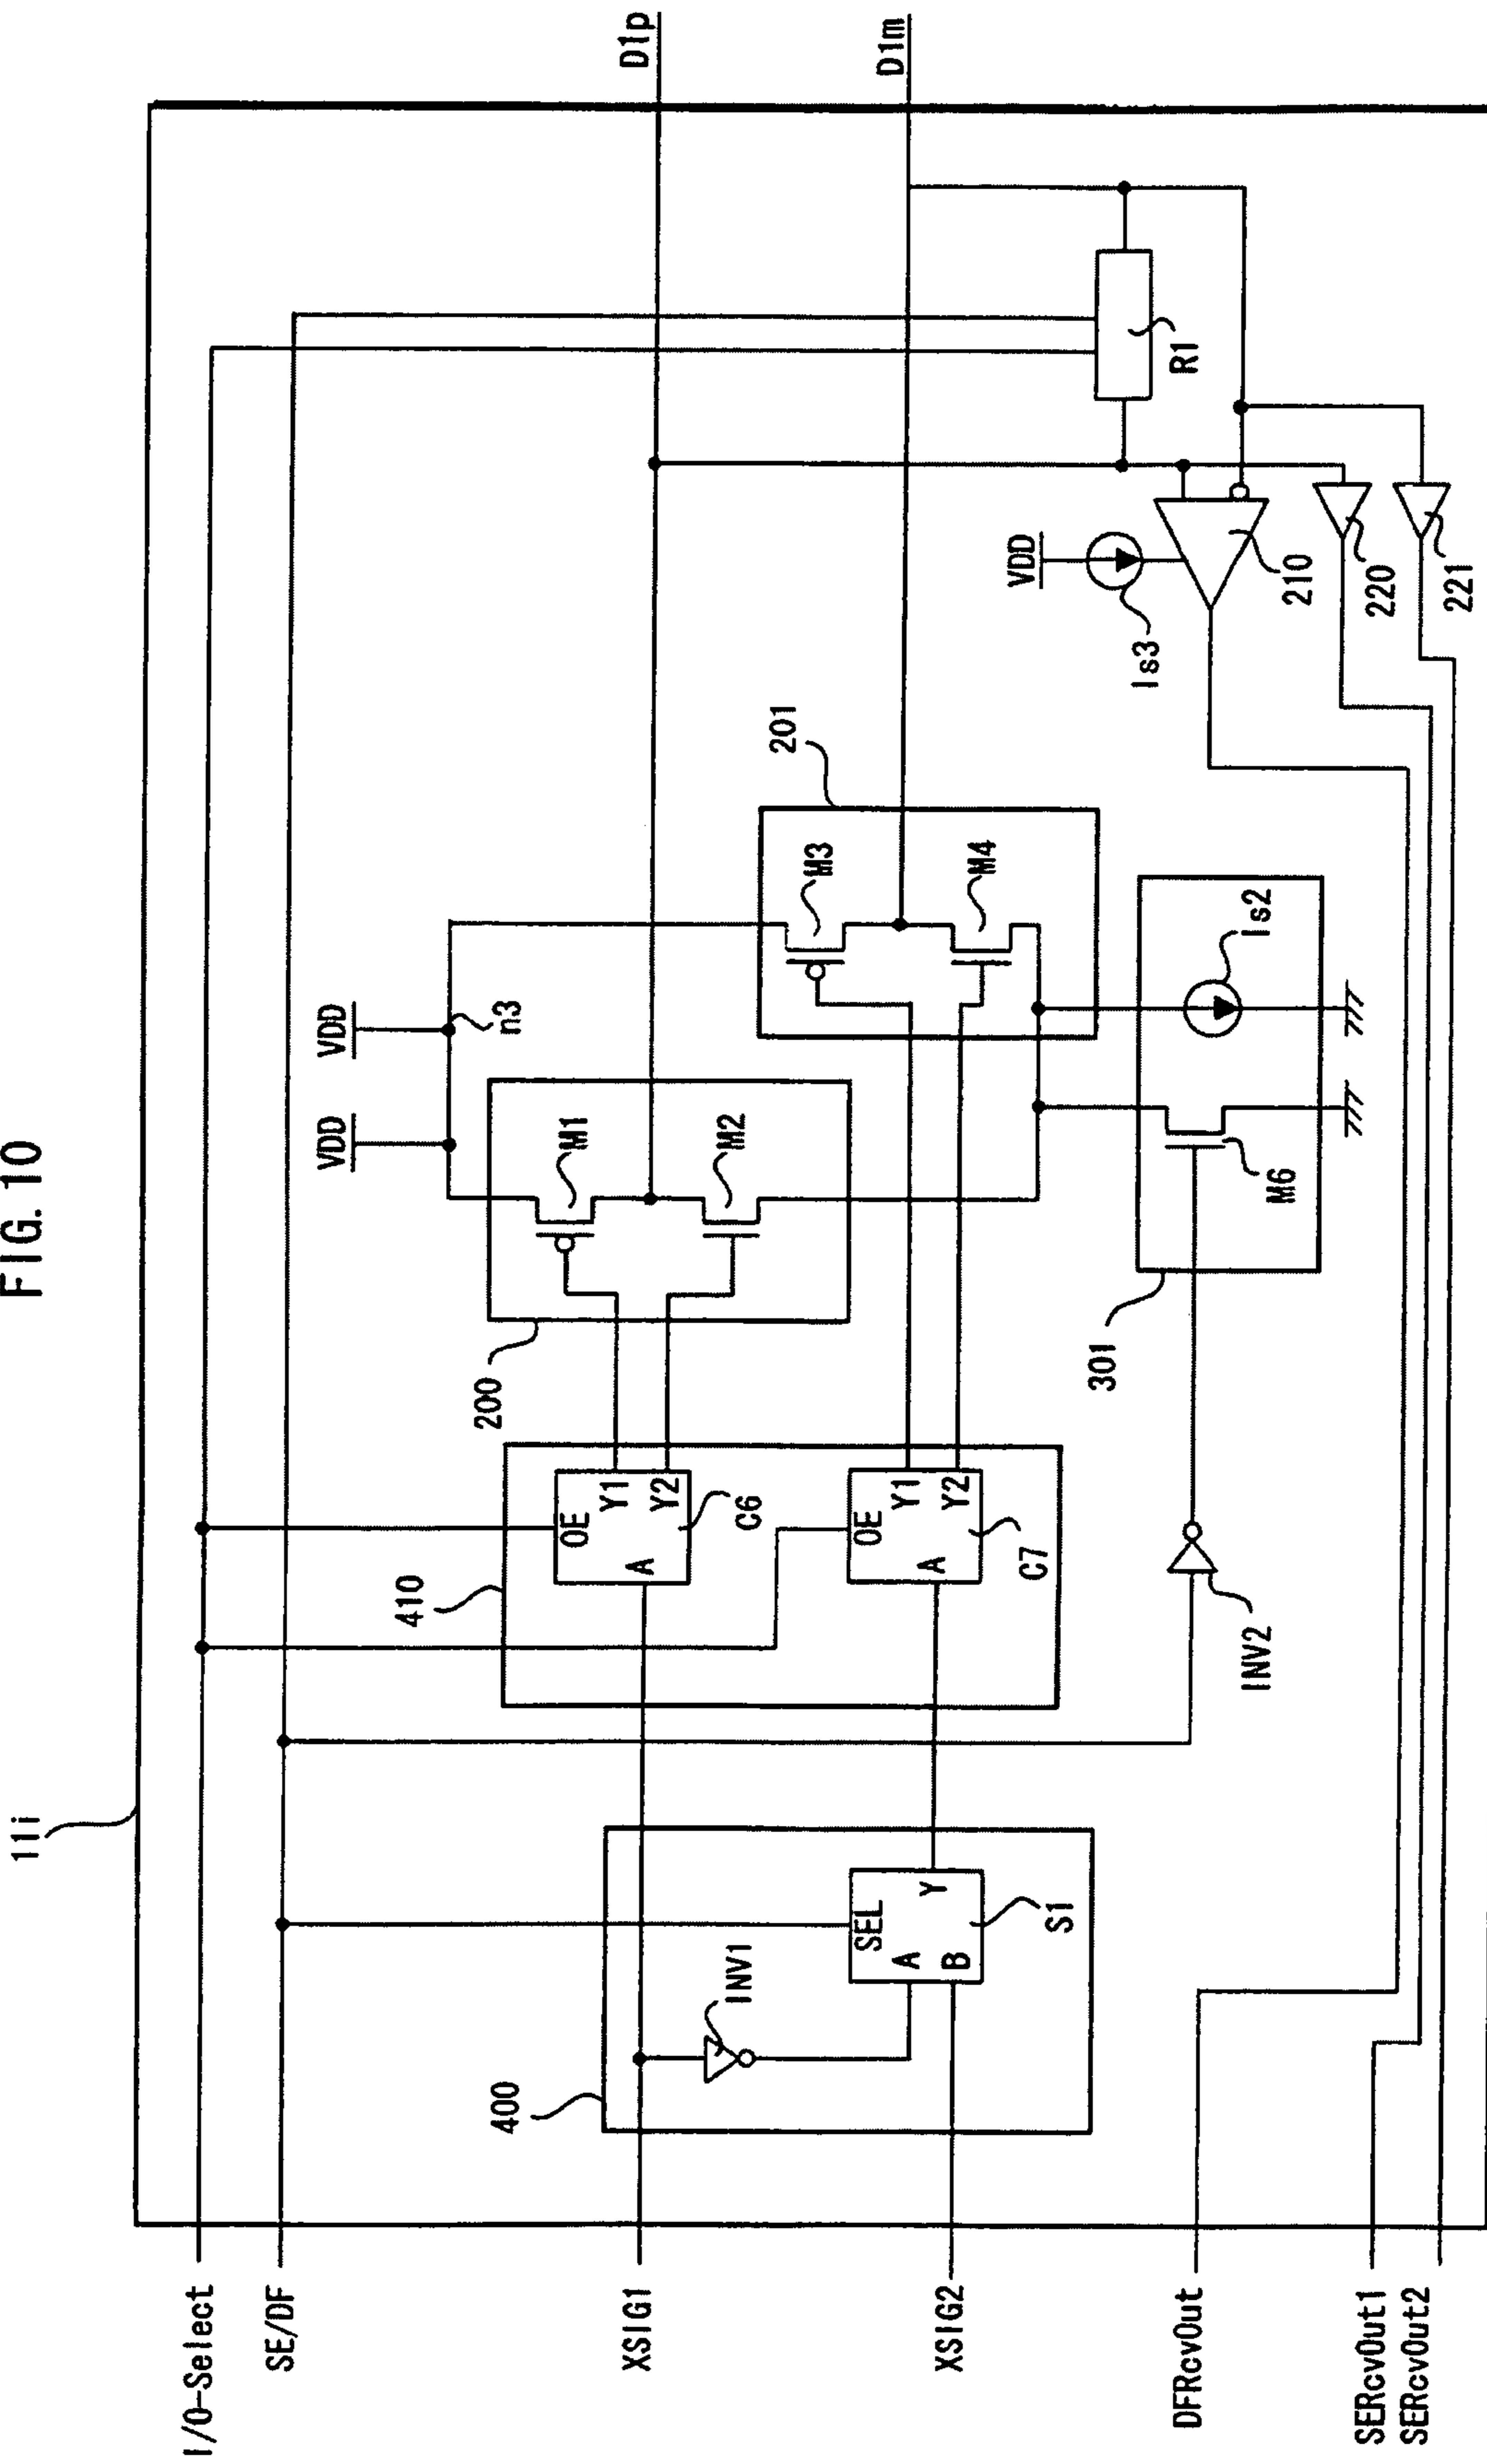 FIG. 10
11i
I/O-Select
SE/DF
XSIG1
XSIG2
DFRcvOut
SERcvOut1
SERcvOut2
400
INV1
SEL
A
B
Y
S1
410
OE
A
Y1
Y2
C6
OE
A
Y1
Y2
C7
INV2
200
M1
M2
VDD
VDD
n3
201
M3
M4
301
M6
Is2
VDD
Is3
210
220
221
R1
D1p
D1m